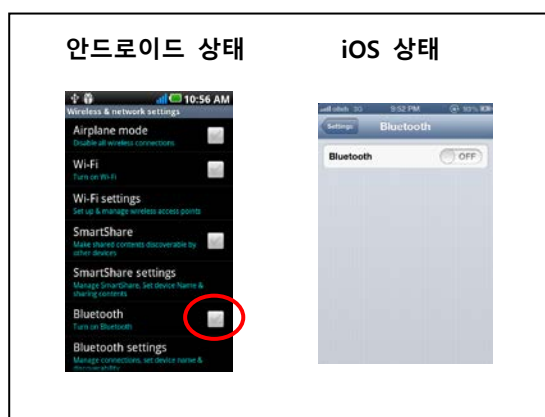 안드로이드 상태
iOS 상태
10:56 AM
Wireless & network settings
Airplane mode
Disable all wireless connections
Wi-Fi
Turn on Wi-Fi
Wi-Fi settings
Set up & manage wireless access points
SmartShare
Make shared contents discoverable by
other devices
SmartShare settings
Manage SmartShare, Set device Name &
sharing contents
Bluetooth
Turn on Bluetooth
Bluetooth settings
Manage connections, set device name &
discoverability
3G 9:52 PM
Settings Bluetooth
Bluetooth OFF